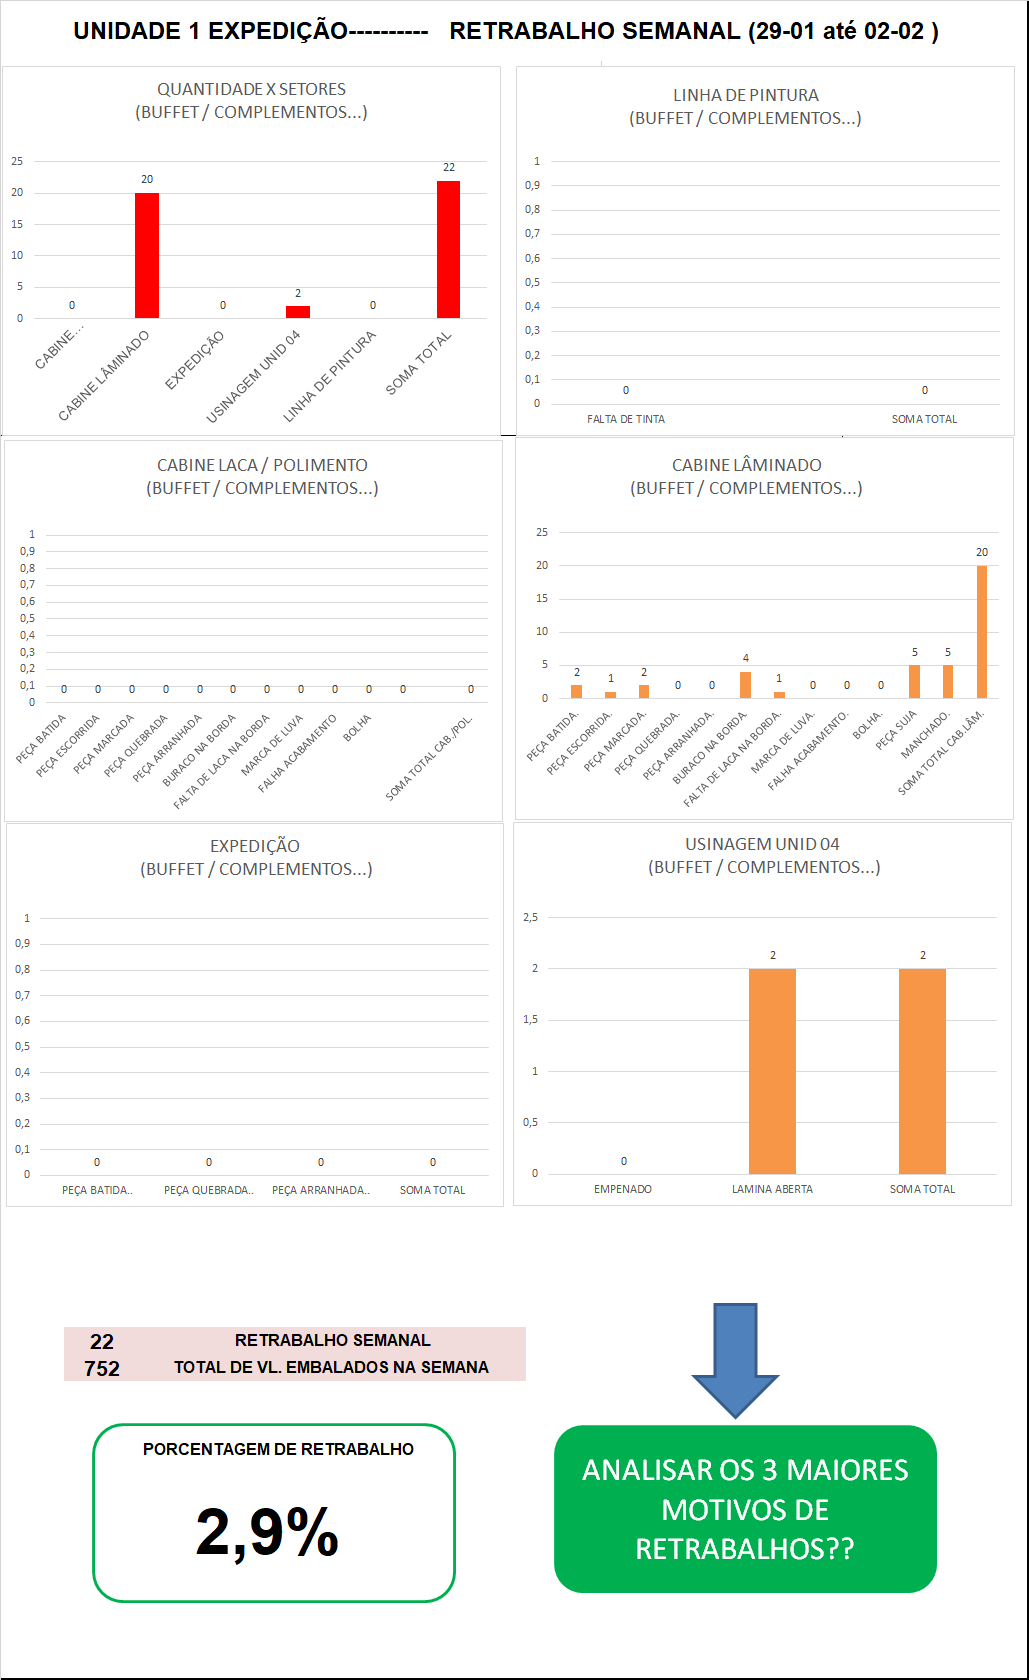 UNIDADE 1 EXPEDIÇÃO---------- RETRABALHO SEMANAL (29-01 até 02-02 )
QUANTIDADE X SETORES
(BUFFET / COMPLEMENTOS...)
25
20
15
10
5
0
0
20
0
2
0
22
CABINE...
CABINE LÂMINADO
EXPEDIÇÃO
USINAGEM UNID 04
LINHA DE PINTURA
SOMA TOTAL
LINHA DE PINTURA
(BUFFET / COMPLEMENTOS...)
1
0,9
0,8
0,7
0,6
0,5
0,4
0,3
0,2
0,1
0
0
0
FALTA DE TINTA
SOMA TOTAL
CABINE LACA / POLIMENTO
(BUFFET / COMPLEMENTOS...)
1
0,9
0,8
0,7
0,6
0,5
0,4
0,3
0,2
0,1
0
0
0
0
0
0
0
0
0
0
0
0
0
PEÇA BATIDA
PEÇA ESCORRIDA
PEÇA MARCADA
PEÇA QUEBRADA
PEÇA ARRANHADA
BURACO NA BORDA
FALTA DE LACA NA BORDA
MARCA DE LUVA
FALHA ACABAMENTO
BOLHA
SOMA TOTAL CAB./POL.
CABINE LÂMINADO
(BUFFET / COMPLEMENTOS...)
25
20
15
10
5
0
2
1
2
0
0
4
1
0
0
0
5
5
20
PEÇA BATIDA.
PEÇA ESCORRIDA.
PEÇA MARCADA.
PEÇA QUEBRADA.
PEÇA ARRANHADA.
BURACO NA BORDA.
FALTA DE LACA NA BORDA.
MARCA DE LUVA.
FALHA ACABAMENTO.
BOLHA.
PEÇA SUJA
MANCHADO.
SOMA TOTAL CAB.LÂM.
EXPEDIÇÃO
(BUFFET / COMPLEMENTOS...)
1
0,9
0,8
0,7
0,6
0,5
0,4
0,3
0,2
0,1
0
0
0
0
0
PEÇA BATIDA..
PEÇA QUEBRADA..
PEÇA ARRANHADA..
SOMA TOTAL
USINAGEM UNID 04
(BUFFET / COMPLEMENTOS...)
2,5
2
1,5
1
0,5
0
0
2
2
EMPENADO
LAMINA ABERTA
SOMA TOTAL
22 RETRABALHO SEMANAL
752 TOTAL DE VL. EMBALADOS NA SEMANA
PORCENTAGEM DE RETRABALHO
2,9%
ANALISAR OS 3 MAIORES
MOTIVOS DE
RETRABALHOS??